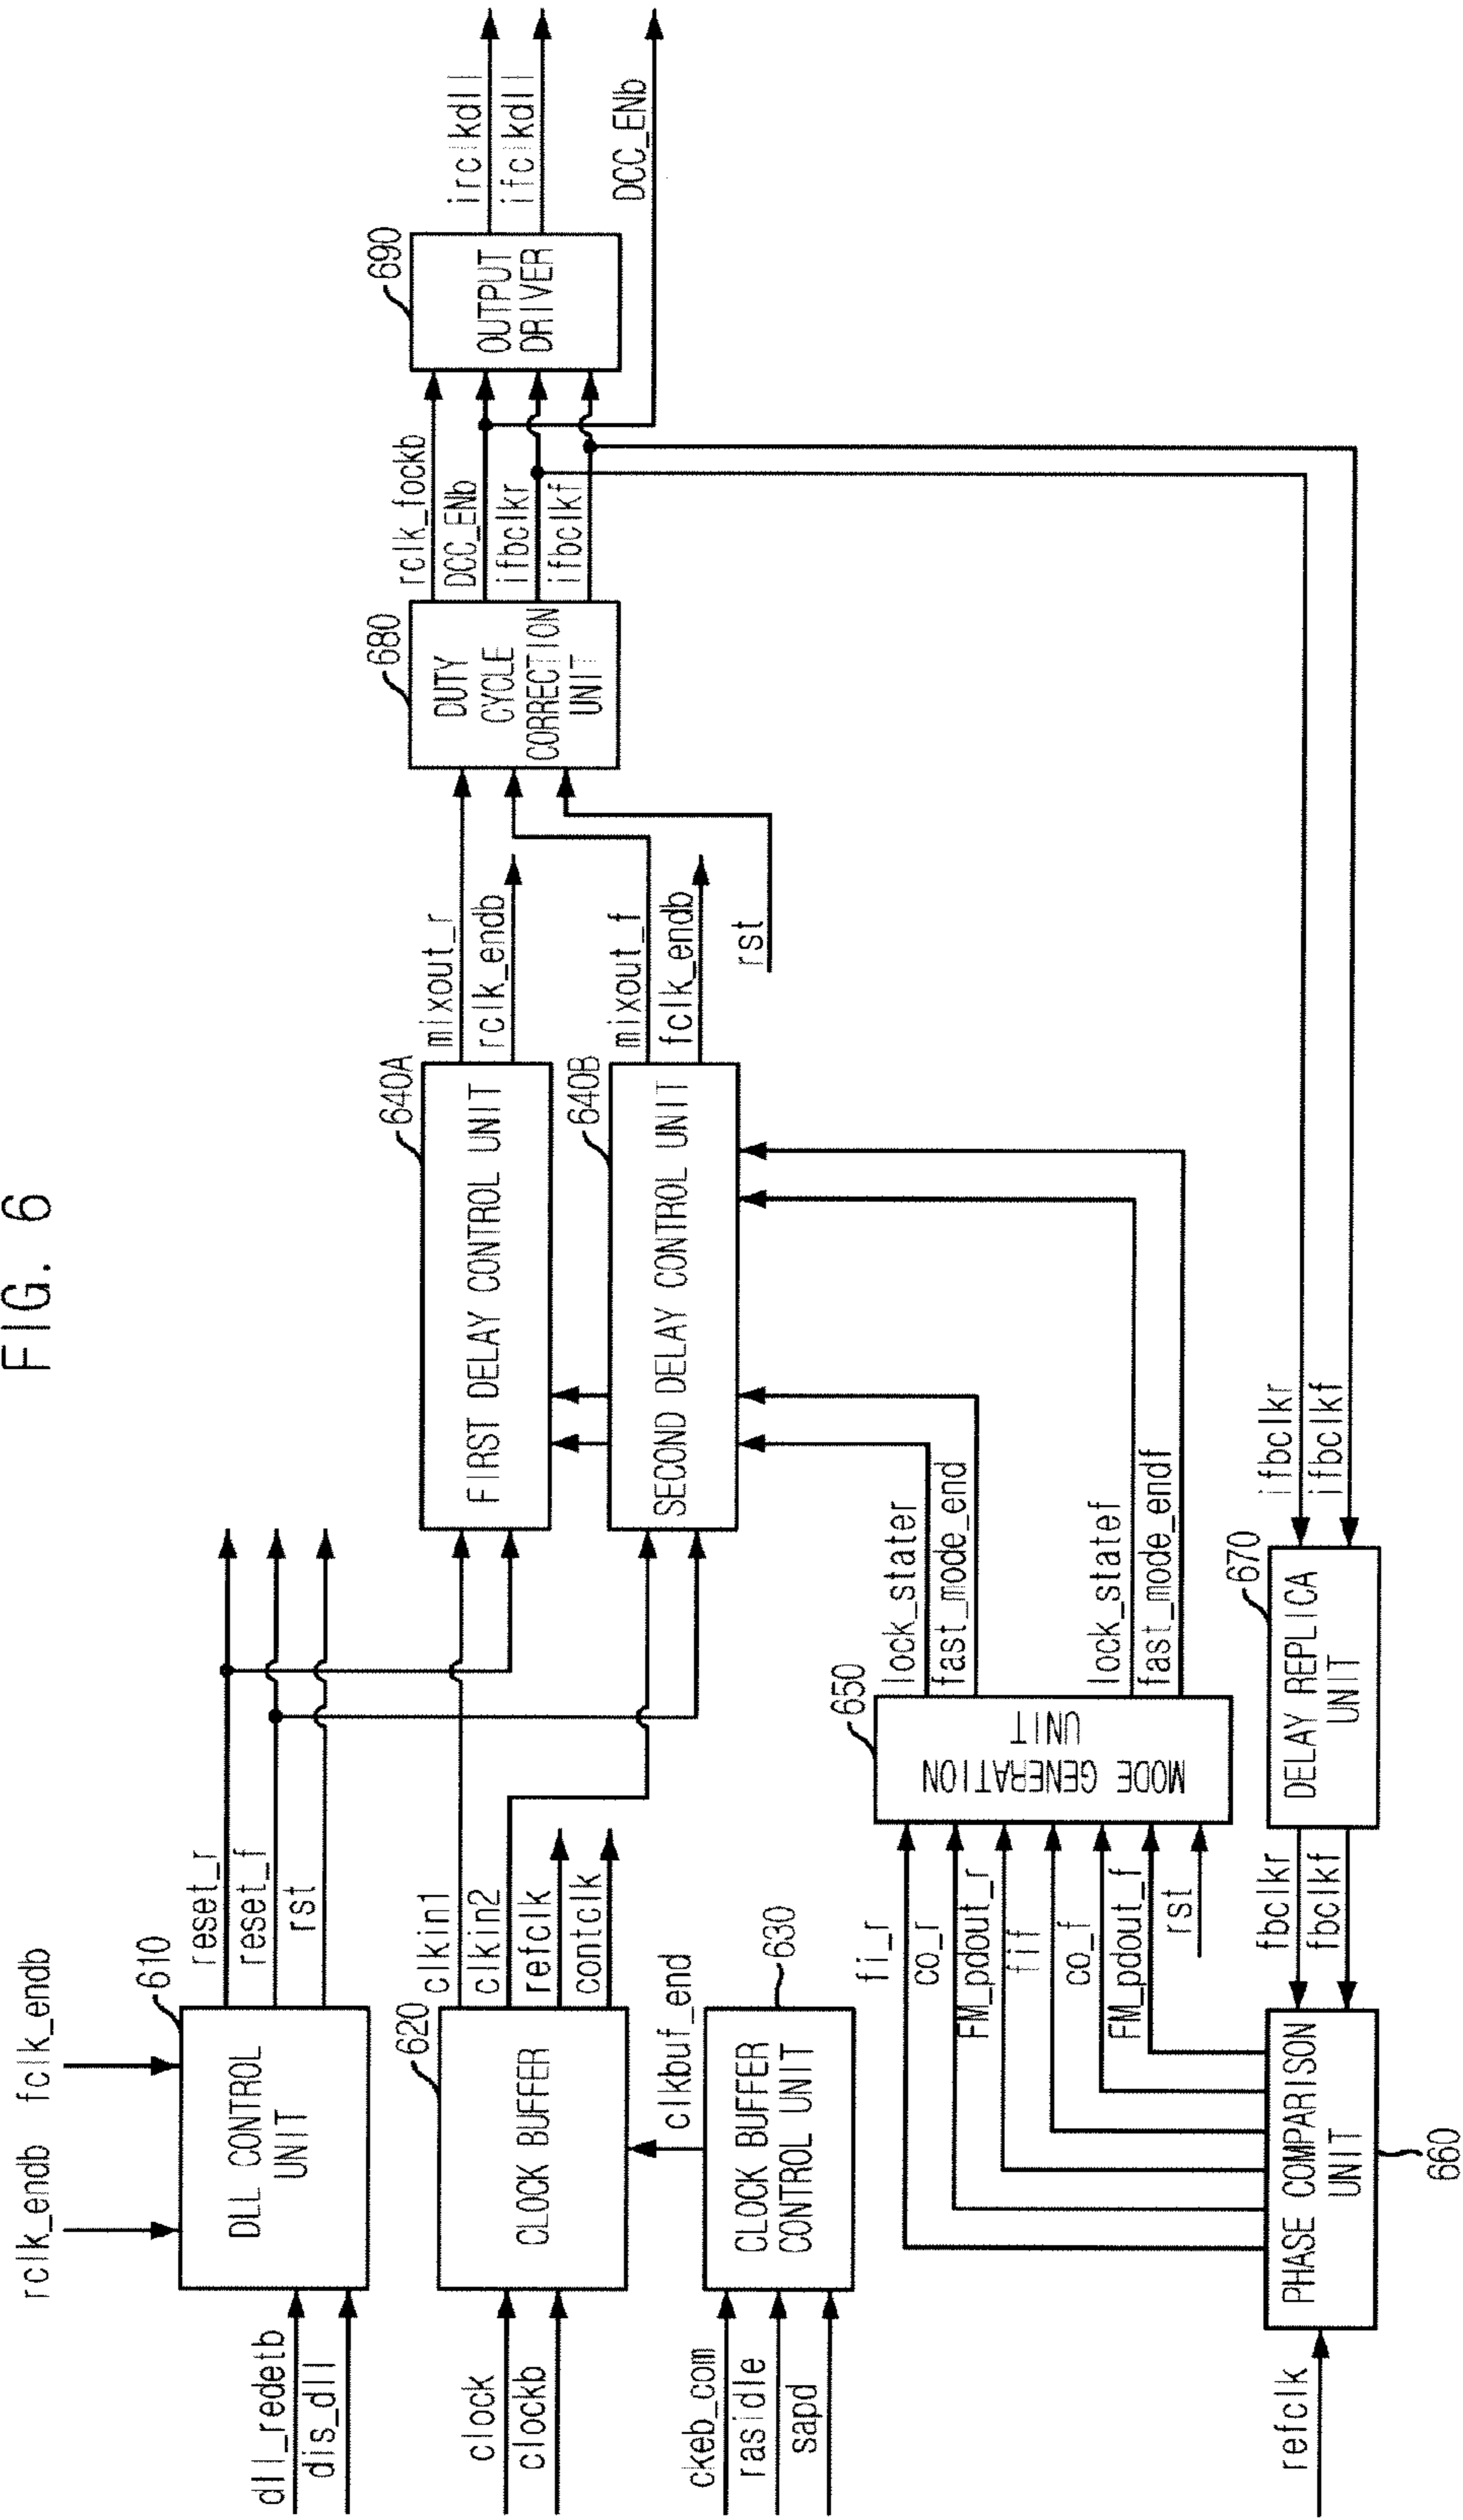 FIG. 6
rclk_endb
fclk_endb
610
dll_redetb
dis_dll
DLL CONTROL
UNIT
reset_r
reset_f
rst
clock
clockb
620
CLOCK BUFFER
clkin1
clkin2
refclk
contclk
clkbuf_end
ckeb_com
rasidle
sapd
630
CLOCK BUFFER
CONTROL UNIT
640A
FIRST DELAY CONTROL UNIT
mixout_r
rclk_endb
640B
SECOND DELAY CONTROL UNIT
mixout_f
fclk_endb
rst
680
DUTY
CYCLE
CORRECTION
UNIT
rclk_fockb
DCC_ENb
ifbclkr
ifbclkf
690
OUTPUT
DRIVER
irclkdll
ifclkdll
DCC_ENb
fi_r
co_r
FM_pdout_r
fif
co_f
FM_pdout_f
rst
650
MODE GENERATION
UNIT
lock_stater
fast_mode_end
lock_statef
fast_mode_endf
refclk
PHASE COMPARISON
UNIT
660
fbclkr
fbclkf
670
DELAY REPLICA
UNIT
ifbclkr
ifbclkf